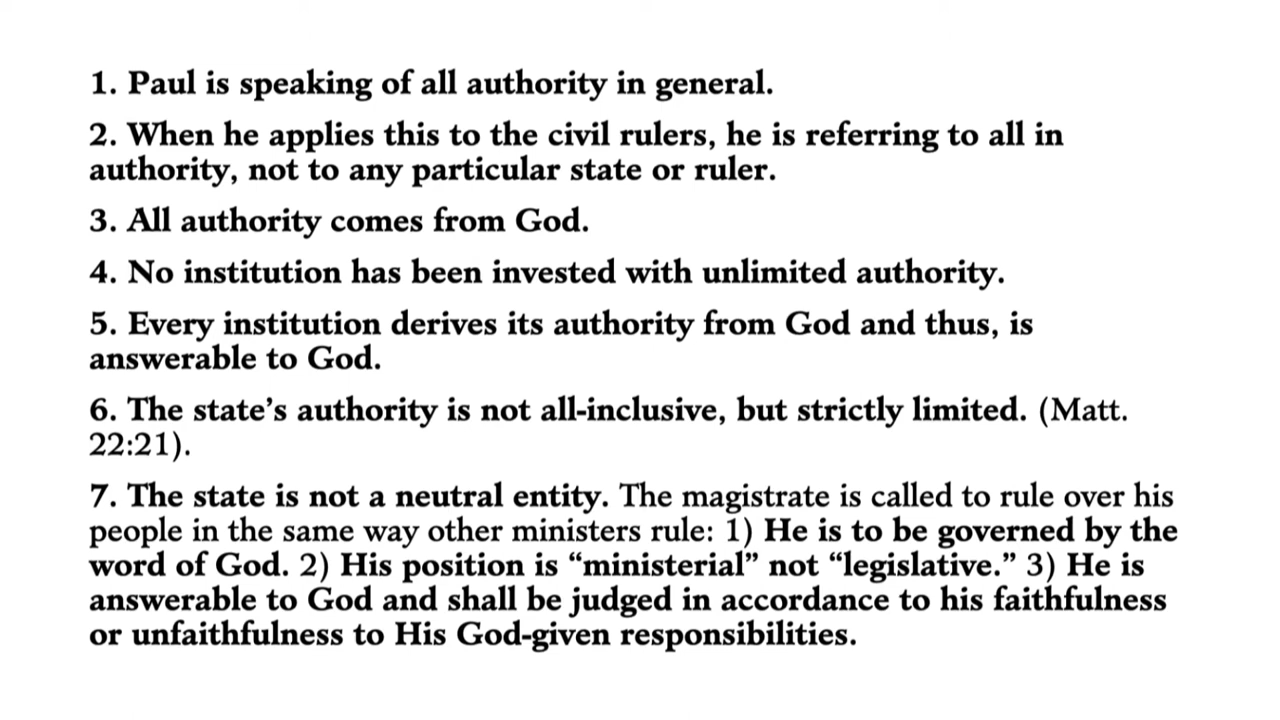 1. Paul is speaking of all authority in general.
2. When he applies this to the civil rulers, he is referring to all in
authority, not to any particular state or ruler.
3. All authority comes from God.
4. No institution has been invested with unlimited authority.
5. Every institution derives its authority from God and thus, is
answerable to God.
6. The state’s authority is not all-inclusive, but strictly limited. (Matt.
22:21).
7. The state is not a neutral entity. The magistrate is called to rule over his
people in the same way other ministers rule: 1) He is to be governed by the
word of God. 2) His position is “ministerial” not “legislative.” 3) He is
answerable to God and shall be judged in accordance to his faithfulness
or unfaithfulness to His God-given responsibilities.